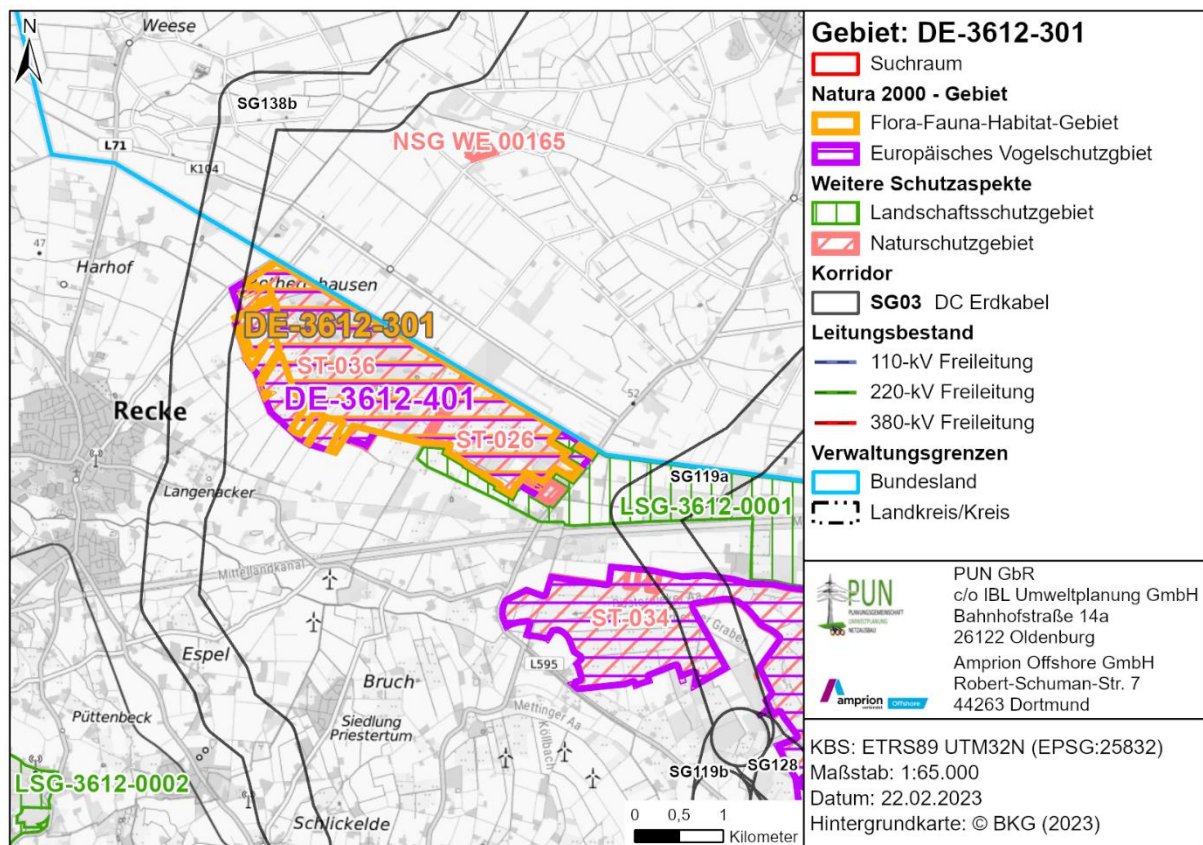 N
Weese
SG138b
L71
K104
NSG WE 00165
47
Harhof
DE-3612-301
ST-036
52
DE-3612-401
Recke
ST-026
SG119a
Langenacker
LSG-3612-0001
Mittellandkanal
ST-034
Espel
L595
Bruch
Mettinger Aa
Püttenbeck
Siedlung
Priestertum
Köllbach
LSG-3612-0002
SG119b
SG128
Schlickelde
0 0,5 1
Kilometer
Gebiet: DE-3612-301
Suchraum
Natura 2000 - Gebiet
Flora-Fauna-Habitat-Gebiet
Europäisches Vogelschutzgbiet
Weitere Schutzaspekte
Landschaftsschutzgebiet
Naturschutzgebiet
Korridor
SG03 DC Erdkabel
Leitungsbestand
110-kV Freileitung
220-kV Freileitung
380-kV Freileitung
Verwaltungsgrenzen
Bundesland
Landkreis/Kreis
PUN
PLANUNGSGEMEINSCHAFT
UMWELTPLANUNG
NETZAUSBAU
PUN GbR
c/o IBL Umweltplanung GmbH
Bahnhofstraße 14a
26122 Oldenburg
amprion
Offshore
Amprion Offshore GmbH
Robert-Schuman-Str. 7
44263 Dortmund
KBS: ETRS89 UTM32N (EPSG:25832)
Maßstab: 1:65.000
Datum: 22.02.2023
Hintergrundkarte: © BKG (2023)